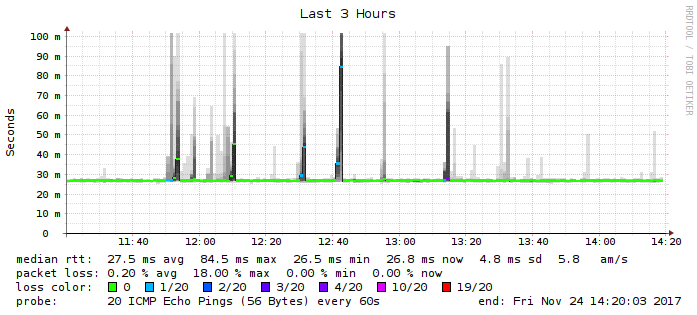 Last 3 Hours
RRDTOOL / TOBI OETIKER
Seconds
100 m
90 m
80 m
70 m
60 m
50 m
40 m
30 m
20 m
10 m
0
11:40 12:00 12:20 12:40 13:00 13:20 13:40 14:00 14:20
median rtt: 27.5 ms avg 84.5 ms max 26.5 ms min 26.8 ms now 4.8 ms sd 5.8 am/s
packet loss: 0.20 % avg 18.00 % max 0.00 % min 0.00 % now
loss color: 0 1/20 2/20 3/20 4/20 10/20 19/20
probe: 20 ICMP Echo Pings (56 Bytes) every 60s end: Fri Nov 24 14:20:03 2017